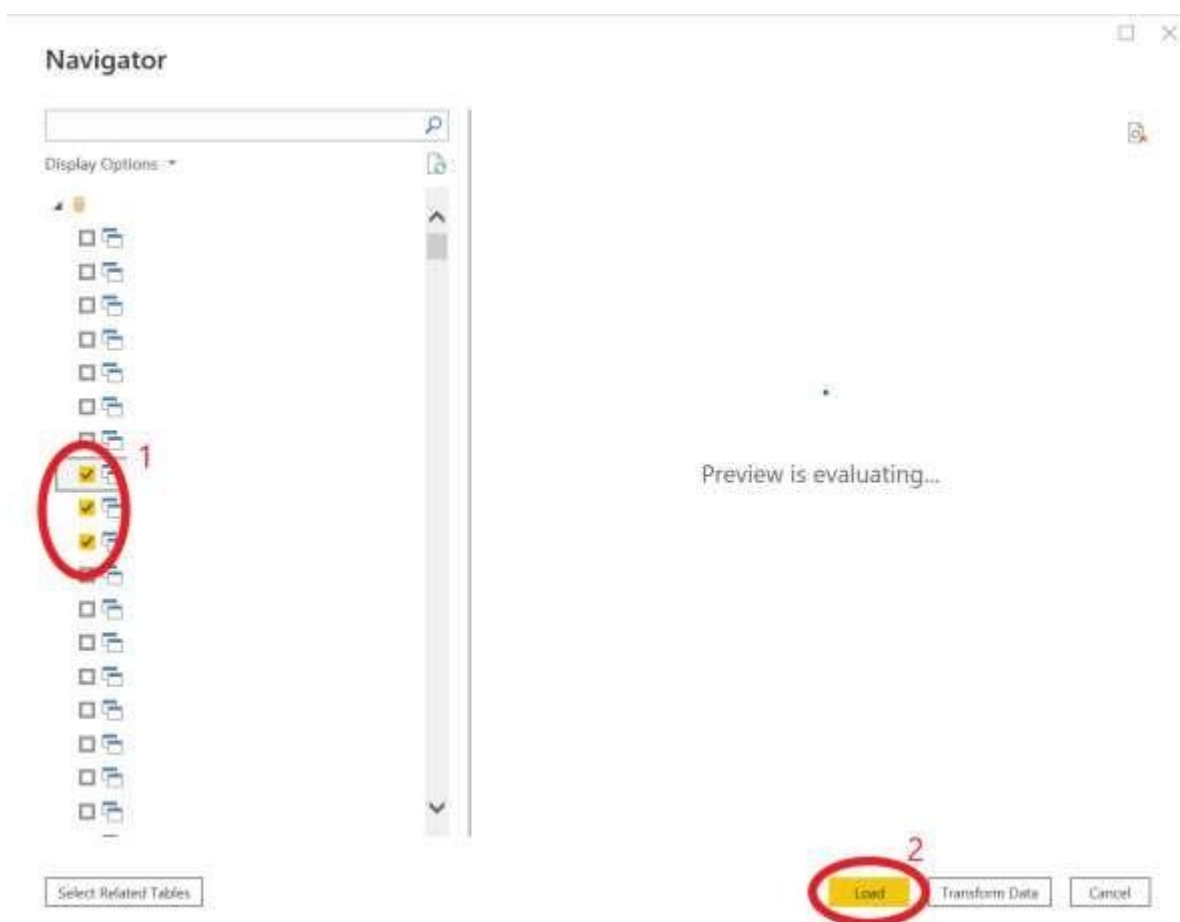 Navigator
Display Options
1
Preview is evaluating...
2
Select Related Tables
Load
Transform Data
Cancel